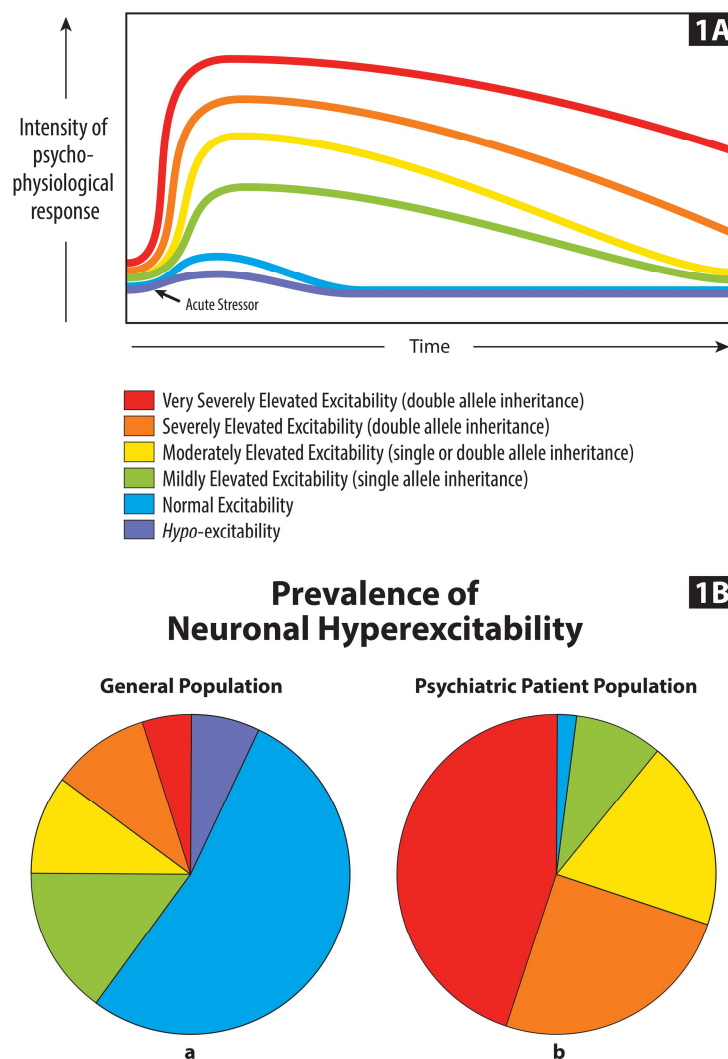 1A
Intensity of
psycho-
physiological
response
Acute Stressor
Time
Very Severely Elevated Excitability (double allele inheritance)
Severely Elevated Excitability (double allele inheritance)
Moderately Elevated Excitability (single or double allele inheritance)
Mildly Elevated Excitability (single allele inheritance)
Normal Excitability
Hypo-excitability
1B
Prevalence of
Neuronal Hyperexcitability
General Population
Psychiatric Patient Population
a
b